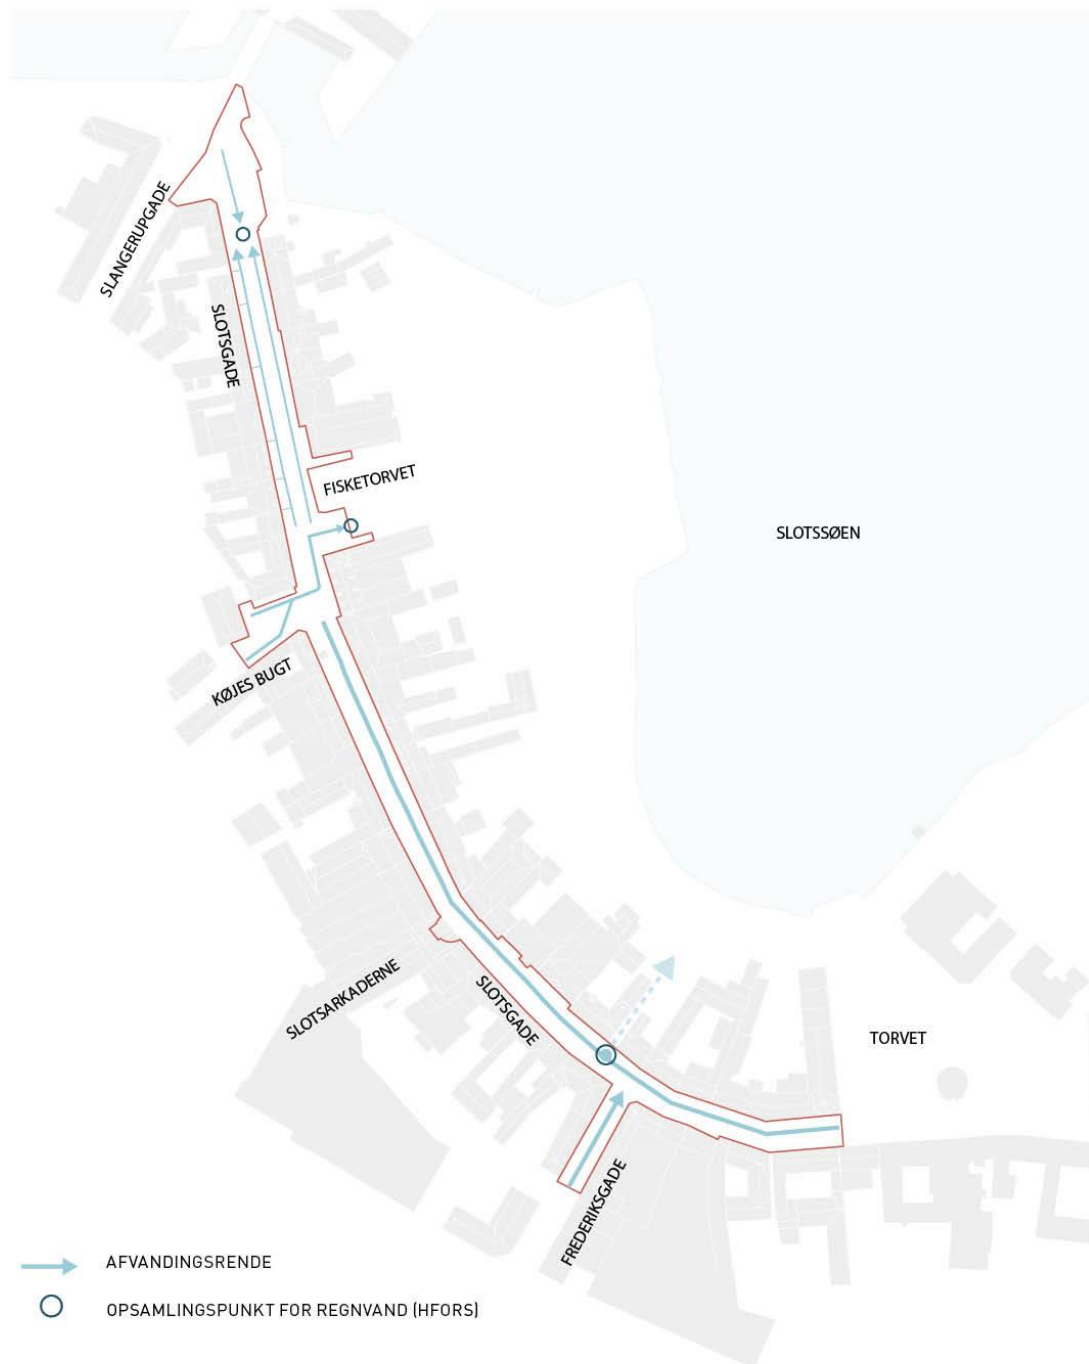 SLANGERUPGADE
SLOTSGADE
FISKETORVET
SLOTSSØEN
KØJES BUGT
SLOTSARKADERNE
SLOTSGADE
TORVET
FREDERIKSGADE
AFVANDINGSRENDE
OPSAMLINGSPUNKT FOR REGNVAND (HFORS)